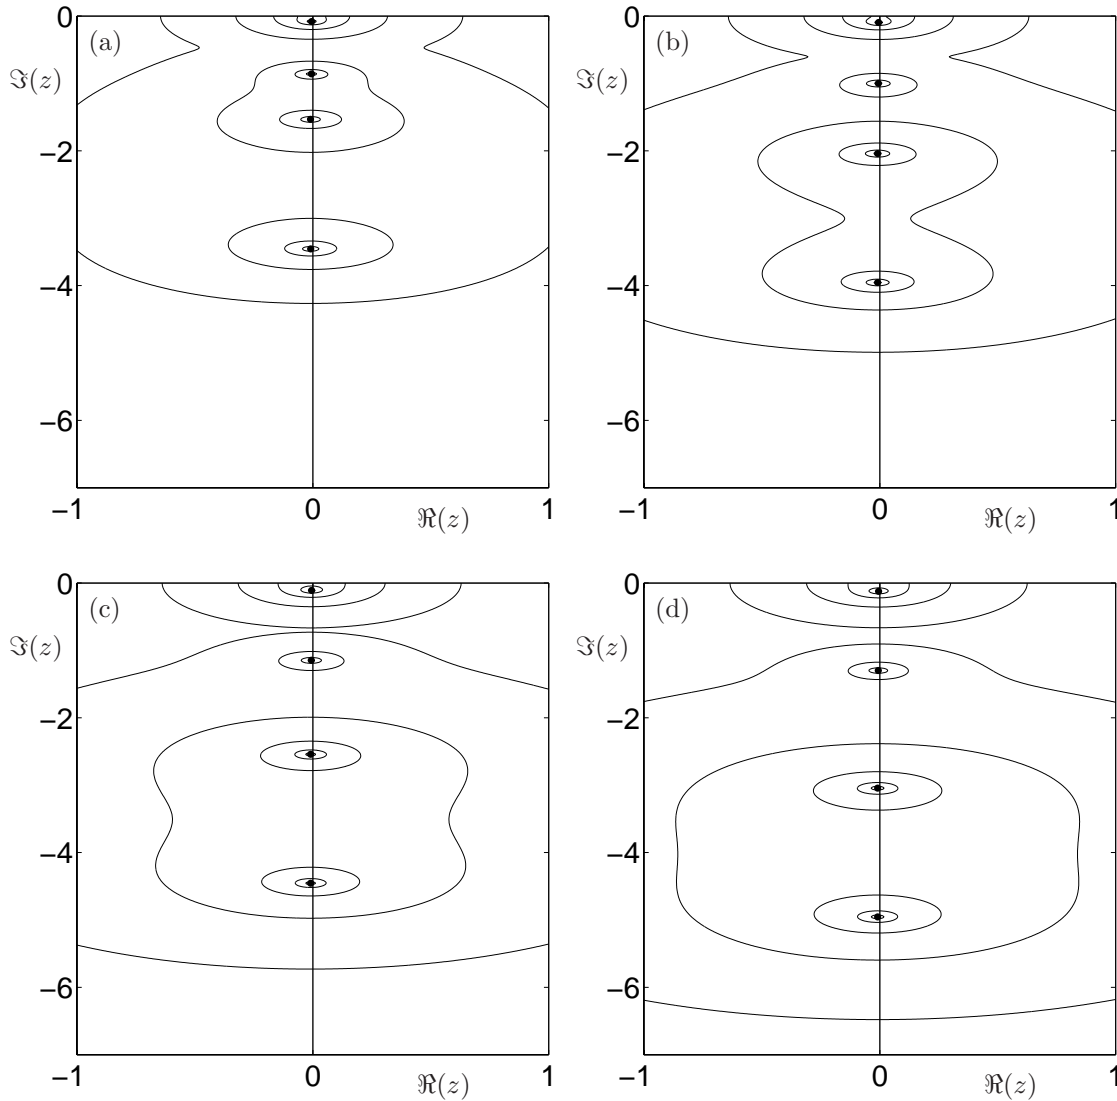 0 0
(a) (b)
ℑ(z) ℑ(z)
−2 −2
−4 −4
−6 −6
−1 0 ℜ(z) 1 −1 0 ℜ(z) 1
0 0
(c) (d)
ℑ(z) ℑ(z)
−2 −2
−4 −4
−6 −6
−1 0 ℜ(z) 1 −1 0 ℜ(z) 1